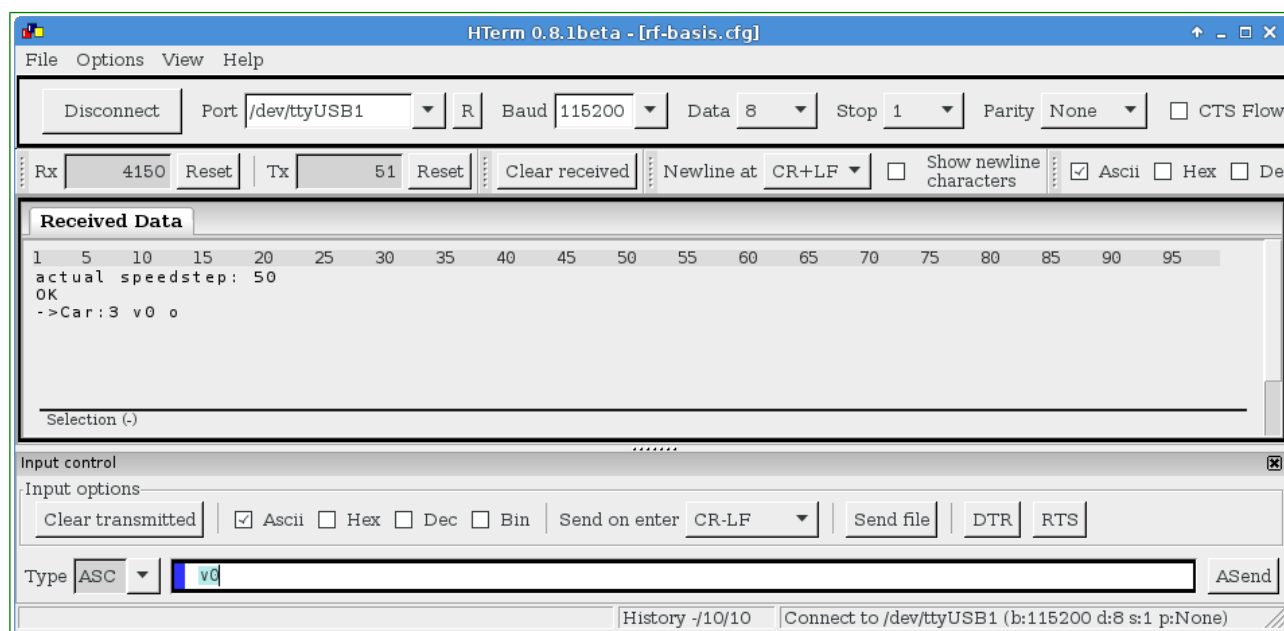 HTerm 0.8.1beta - [rf-basis.cfg]
File Options View Help
Disconnect Port /dev/ttyUSB1 R Baud 115200 Data 8 Stop 1 Parity None CTS Flow
Rx 4150 Reset Tx 51 Reset Clear received Newline at CR+LF Show newline characters Ascii Hex De
Received Data
1 5 10 15 20 25 30 35 40 45 50 55 60 65 70 75 80 85 90 95
actual speedstep: 50
OK
->Car:3 v0 o
Selection (-)
Input control
Input options
Clear transmitted Ascii Hex Dec Bin Send on enter CR-LF Send file DTR RTS
Type ASC v0 ASend
History -/10/10 Connect to /dev/ttyUSB1 (b:115200 d:8 s:1 p:None)